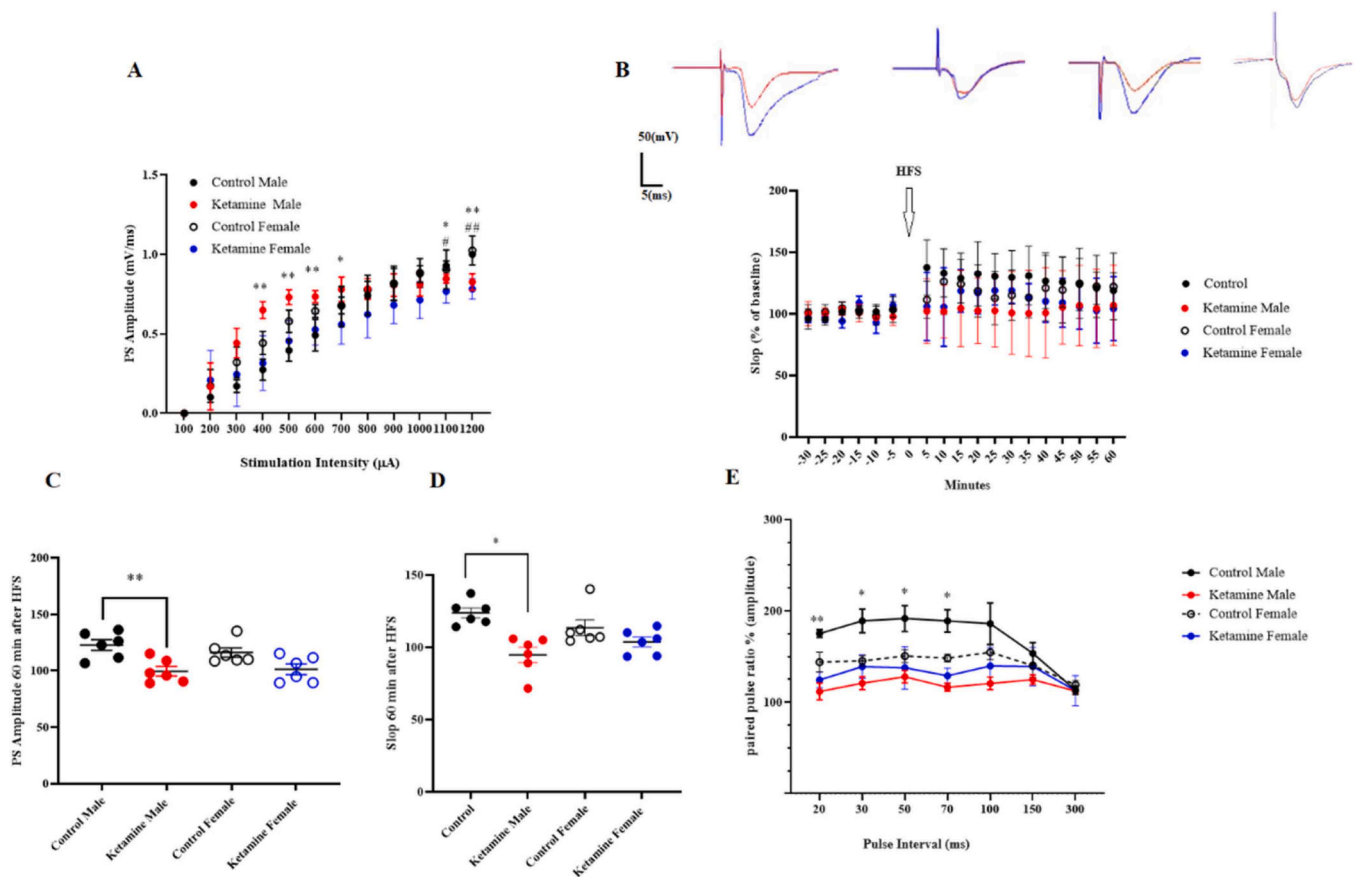 A
B
50(mV)
5(ms)
HFS
1.5
1.0
0.5
0.0
PS Amplitude (mV/ms)
Control Male
Ketamine Male
Control Female
Ketamine Female
** ** ** * * **
# ##
100 200 300 400 500 600 700 800 900 1000 1100 1200
Stimulation Intensity (µA)
200
150
100
50
0
Slop (% of baseline)
Control
Ketamine Male
Control Female
Ketamine Female
-30 -25 -20 -15 -10 -5 0 5 10 15 20 25 30 35 40 45 50 55 60
Minutes
C
D
E
200
150
100
50
0
PS Amplitude 60 min after HFS
**
Control Male
Ketamine Male
Control Female
Ketamine Female
150
100
50
0
Slop 60 min after HFS
*
Control
Ketamine Male
Control Female
Ketamine Female
300
200
100
paired pulse ratio % (amplitude)
** * * *
20 30 50 70 100 150 300
Pulse Interval (ms)
Control Male
Ketamine Male
Control Female
Ketamine Female